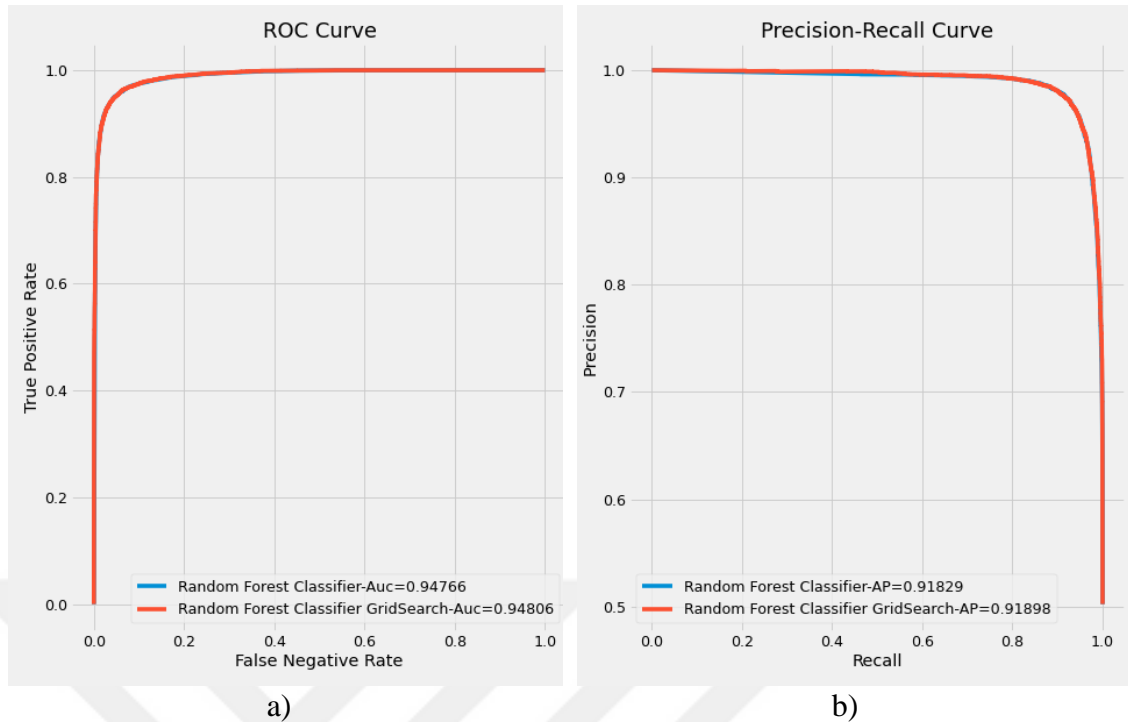 ROC Curve
1.0
0.8
0.6
0.4
0.2
0.0
True Positive Rate
Random Forest Classifier-Auc=0.94766
Random Forest Classifier GridSearch-Auc=0.94806
0.0 0.2 0.4 0.6 0.8 1.0
False Negative Rate
a)
Precision-Recall Curve
1.0
0.9
0.8
0.7
0.6
0.5
Precision
Random Forest Classifier-AP=0.91829
Random Forest Classifier GridSearch-AP=0.91898
0.0 0.2 0.4 0.6 0.8 1.0
Recall
b)